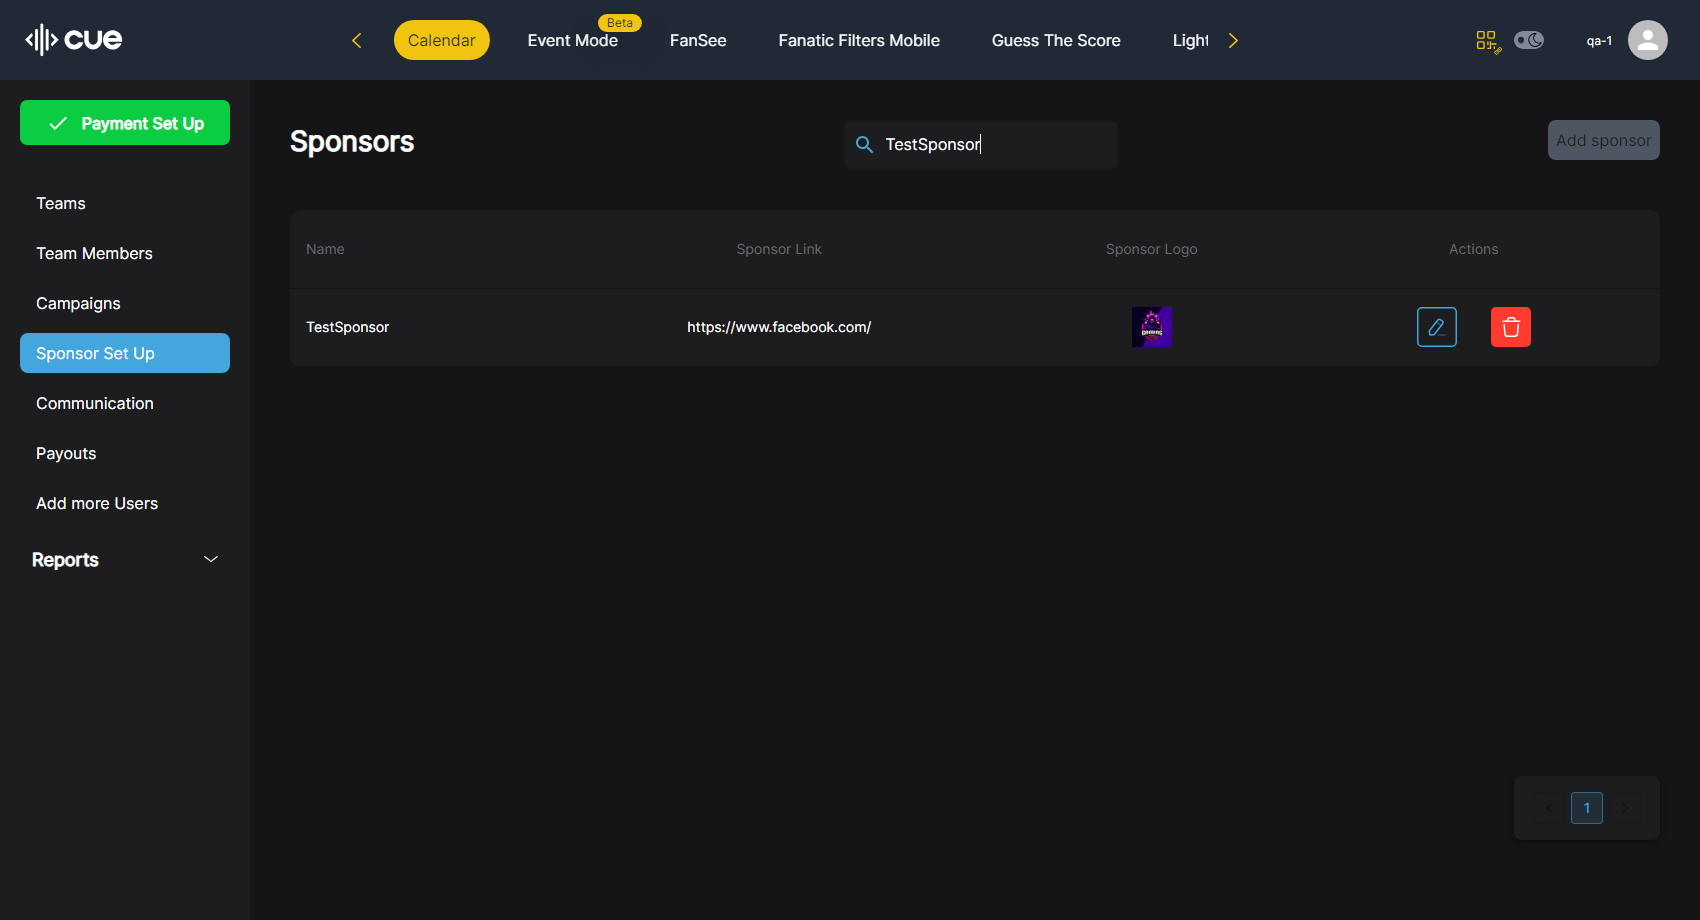 cue
Calendar
Event Mode
Beta
FanSee
Fanatic Filters Mobile
Guess The Score
Light
qa-1
Payment Set Up
Teams
Team Members
Campaigns
Sponsor Set Up
Communication
Payouts
Add more Users
Reports
Sponsors
TestSponsor
Add sponsor
Name
Sponsor Link
Sponsor Logo
Actions
TestSponsor
https://www.facebook.com/
GAMING
1